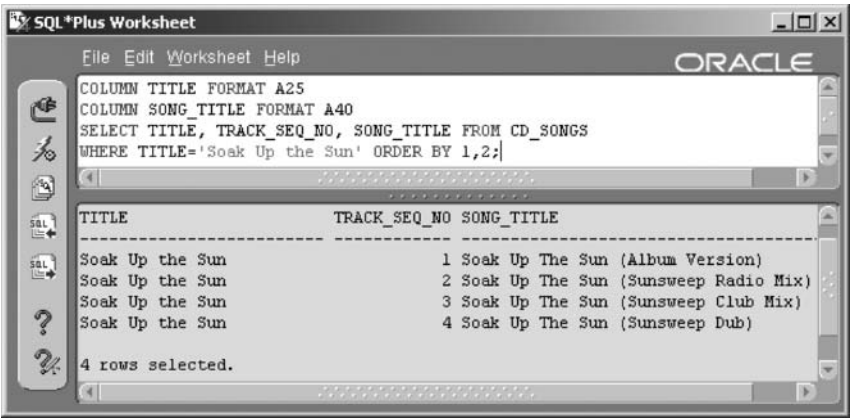 SQL*Plus Worksheet
File Edit Worksheet Help
ORACLE
COLUMN TITLE FORMAT A25
COLUMN SONG_TITLE FORMAT A40
SELECT TITLE, TRACK_SEQ_NO, SONG_TITLE FROM CD_SONGS
WHERE TITLE='Soak Up the Sun' ORDER BY 1,2;
SQL
SQL
TITLE TRACK_SEQ_NO SONG_TITLE
------------------------- ------------ ----------------------------------------
Soak Up the Sun 1 Soak Up The Sun (Album Version)
Soak Up the Sun 2 Soak Up The Sun (Sunsweep Radio Mix)
Soak Up the Sun 3 Soak Up The Sun (Sunsweep Club Mix)
Soak Up the Sun 4 Soak Up The Sun (Sunsweep Dub)
4 rows selected.